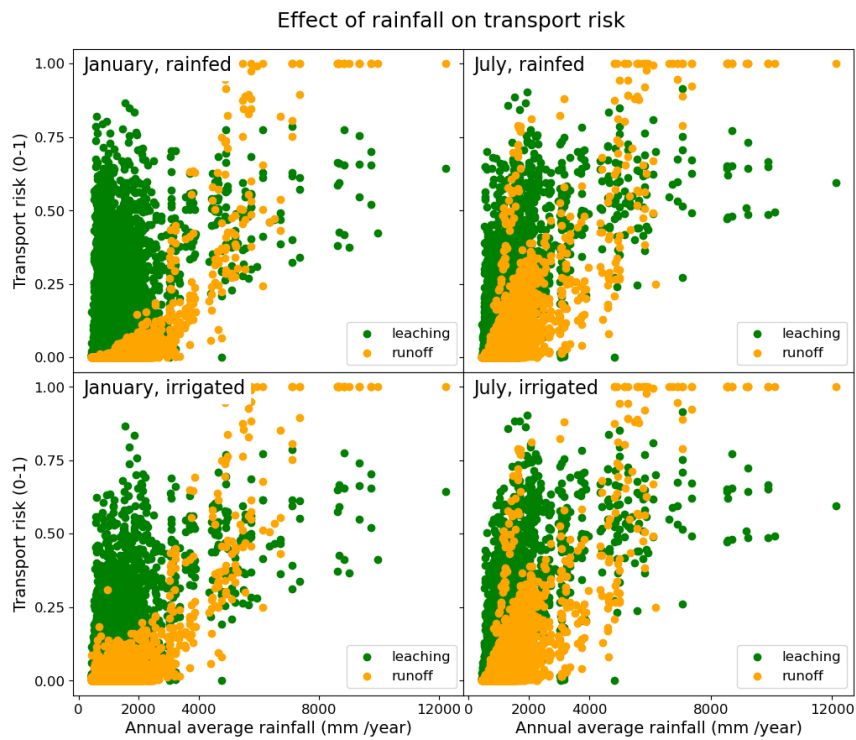 Effect of rainfall on transport risk
January, rainfed
July, rainfed
Transport risk (0-1)
1.00
0.75
0.50
0.25
0.00
leaching
runoff
leaching
runoff
January, irrigated
July, irrigated
Transport risk (0-1)
1.00
0.75
0.50
0.25
0.00
leaching
runoff
leaching
runoff
0 2000 4000 8000 12000
0 2000 4000 8000 12000
Annual average rainfall (mm /year)
Annual average rainfall (mm /year)